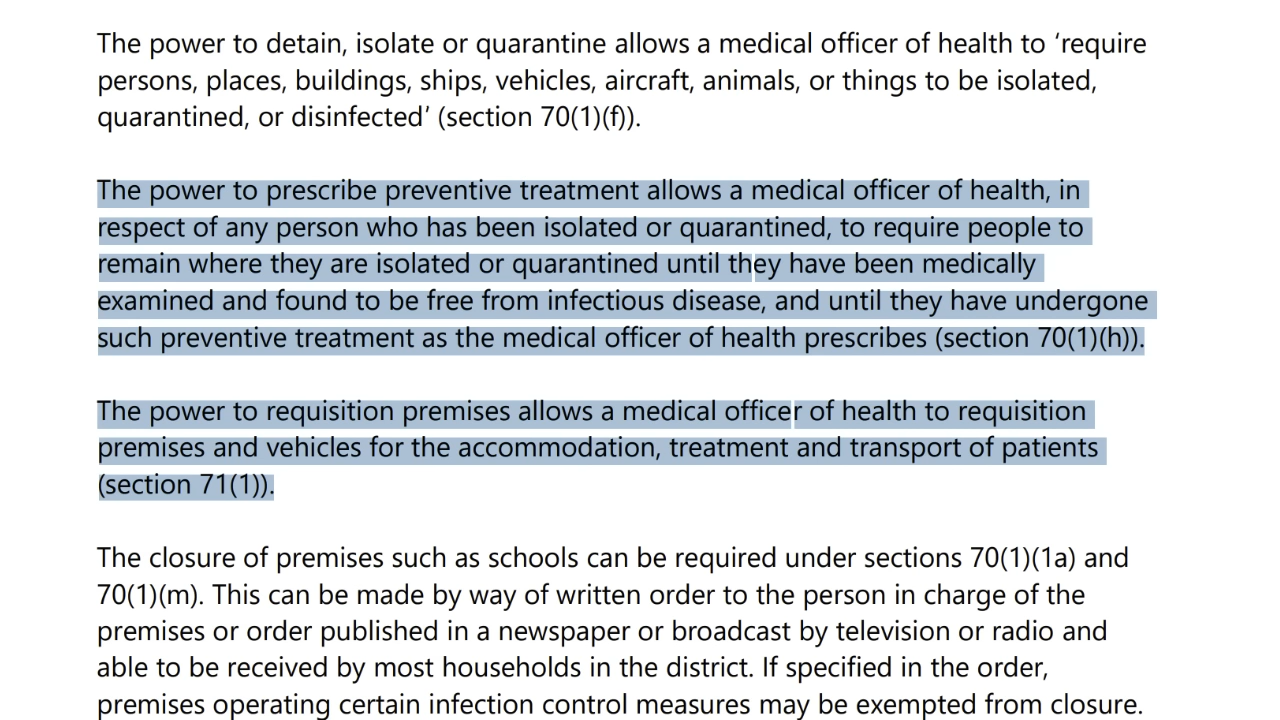 The power to detain, isolate or quarantine allows a medical officer of health to ‘require
persons, places, buildings, ships, vehicles, aircraft, animals, or things to be isolated,
quarantined, or disinfected’ (section 70(1)(f)).
The power to prescribe preventive treatment allows a medical officer of health, in
respect of any person who has been isolated or quarantined, to require people to
remain where they are isolated or quarantined until they have been medically
examined and found to be free from infectious disease, and until they have undergone
such preventive treatment as the medical officer of health prescribes (section 70(1)(h)).
The power to requisition premises allows a medical officer of health to requisition
premises and vehicles for the accommodation, treatment and transport of patients
(section 71(1)).
The closure of premises such as schools can be required under sections 70(1)(1a) and
70(1)(m). This can be made by way of written order to the person in charge of the
premises or order published in a newspaper or broadcast by television or radio and
able to be received by most households in the district. If specified in the order,
premises operating certain infection control measures may be exempted from closure.